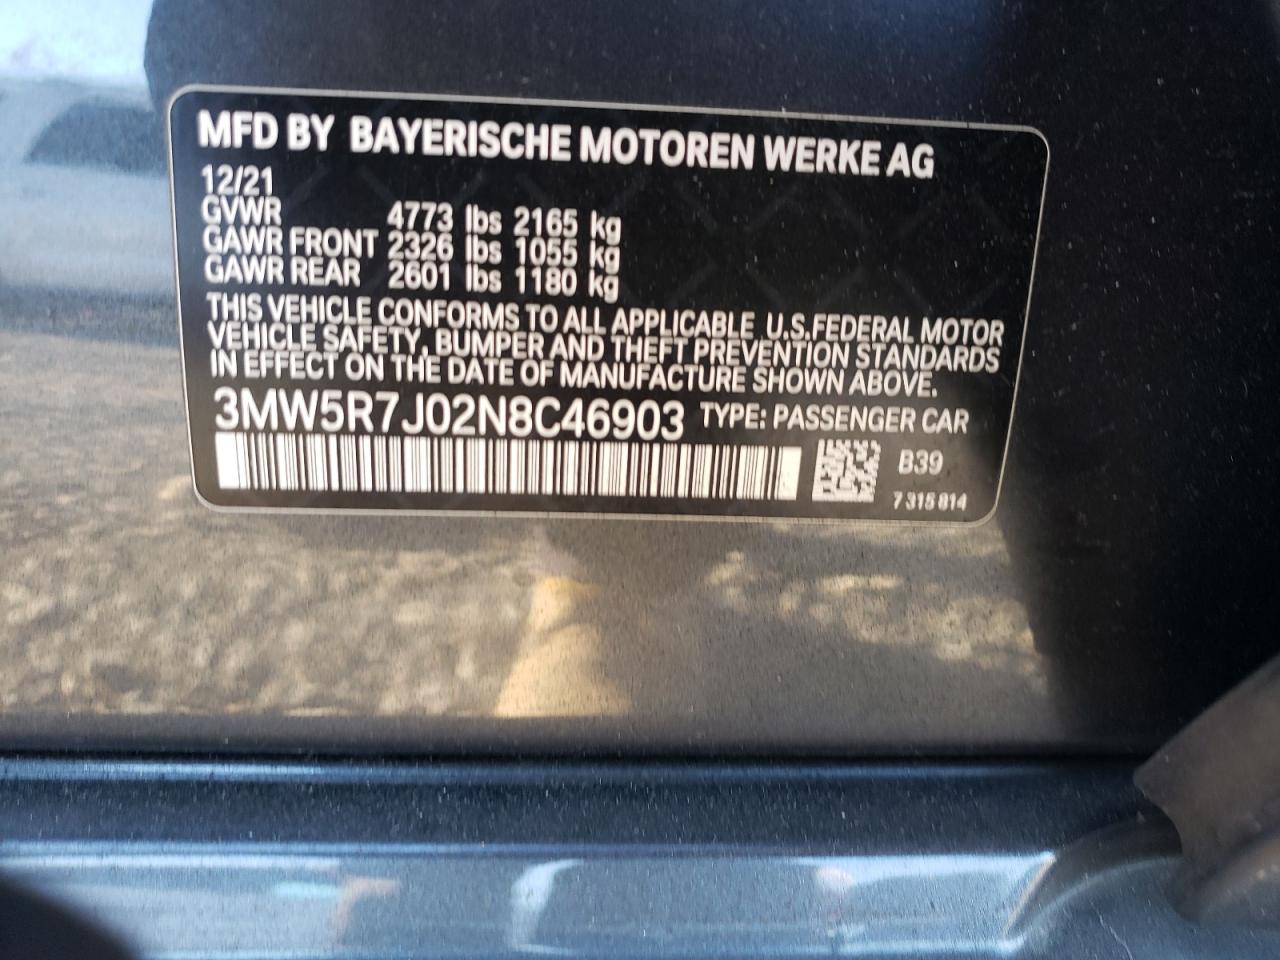 MFD BY BAYERISCHE MOTOREN WERKE AG
12/21
GVWR 4773 lbs 2165 kg
GAWR FRONT 2326 lbs 1055 kg
GAWR REAR 2601 lbs 1180 kg
THIS VEHICLE CONFORMS TO ALL APPLICABLE U.S.FEDERAL MOTOR
VEHICLE SAFETY, BUMPER AND THEFT PREVENTION STANDARDS
IN EFFECT ON THE DATE OF MANUFACTURE SHOWN ABOVE.
3MW5R7J02N8C46903 TYPE: PASSENGER CAR
B39
7 315 814